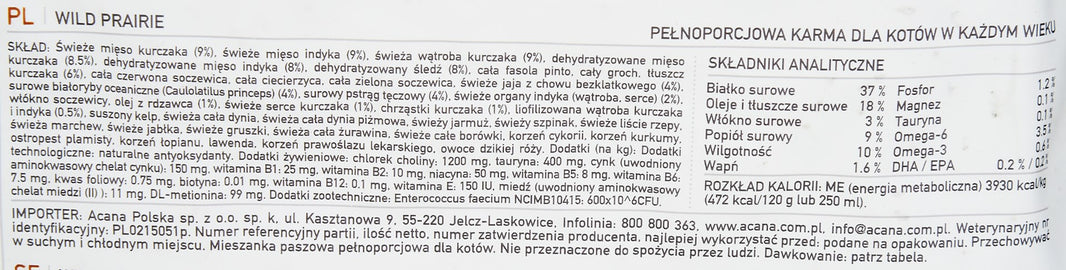 PL | WILD PRAIRIE
PEŁNOPORCJOWA KARMA DLA KOTÓW W KAŻDYM WIEKU
SKŁAD: Świeże mięso kurczaka (9%), świeże mięso indyka (9%), świeża wątroba kurczaka (9%), dehydratyzowane mięso
kurczaka (8.5%), dehydratyzowane mięso indyka (8%), dehydratyzowany śledź (8%), cała fasola pinto, cały groch, tłuszcz
kurczaka (6%), cała czerwona soczewica, cała ciecierzyca, cała zielona soczewica, świeże jaja z chowu bezklatkowego (4%),
surowe białoryby oceaniczne (Caulolatilus princeps) (4%), surowy pstrąg tęczowy (4%), świeże organy indyka (wątroba, serce) (2%),
włókno soczewicy, olej z rdzawca (1%), świeże serce kurczaka (1%), chrząstki kurczaka (1%), liofilizowana wątroba kurczaka
i indyka (0.5%), suszony kelp, świeża cała dynia, świeża cała dynia piżmowa, świeży jarmuż, świeży szpinak, świeże liście rzepy,
świeża marchew, świeże jabłka, świeże gruszki, świeża cała żurawina, świeże całe borówki, korzeń cykorii, korzeń kurkumy,
ostropest plamisty, korzeń łopianu, lawenda, korzeń prawoślazu lekarskiego, owoce dzikiej róży. Dodatki (na kg): Dodatki
technologiczne: naturalne antyoksydanty. Dodatki żywieniowe: chlorek choliny: 1200 mg, tauryna: 400 mg, cynk (uwodniony
aminokwasowy chelat cynku): 150 mg, witamina B1: 25 mg, witamina B2: 10 mg, niacyna: 50 mg, witamina B5: 8 mg, witamina B6:
7.5 mg, kwas foliowy: 0.75 mg, biotyna: 0.01 mg, witamina B12: 0.1 mg, witamina E: 150 IU, miedź (uwodniony aminokwasowy
chelat miedzi (II) ): 11 mg, DL-metionina: 99 mg. Dodatki zootechniczne: Enterococcus faecium NCIMB10415: 600x10^6CFU.
SKŁADNIKI ANALITYCZNE
Białko surowe 37 % Fosfor 1.2 %
Oleje i tłuszcze surowe 18 % Magnez 0.1
Włókno surowe 3 % Tauryna 0.1
Popiół surowy 9 % Omega-6 3.5
Wilgotność 10 % Omega-3
Wapń 1.6 % DHA / EPA 0.2 % /
ROZKŁAD KALORII: ME (energia metaboliczna) 3930 kcal/kg
(472 kcal/120 g lub 250 ml).
IMPORTER: Acana Polska sp. z o.o. sp. k. ul. Kasztanowa 9, 55-220 Jelcz-Laskowice, Infolinia: 800 800 363, www.acana.com.pl, info@acana.com.pl. Weterynaryjny nr
identyfikacyjny: PL0215051p. Numer referencyjny partii, ilość netto, numer zatwierdzenia producenta, najlepiej wykorzystać przed: podane na opakowaniu. Przechowywać
w suchym i chłodnym miejscu. Mieszanka paszowa pełnoporcjowa dla kotów. Nie przeznaczone do spożycia przez ludzi. Dawkowanie: patrz tabela.